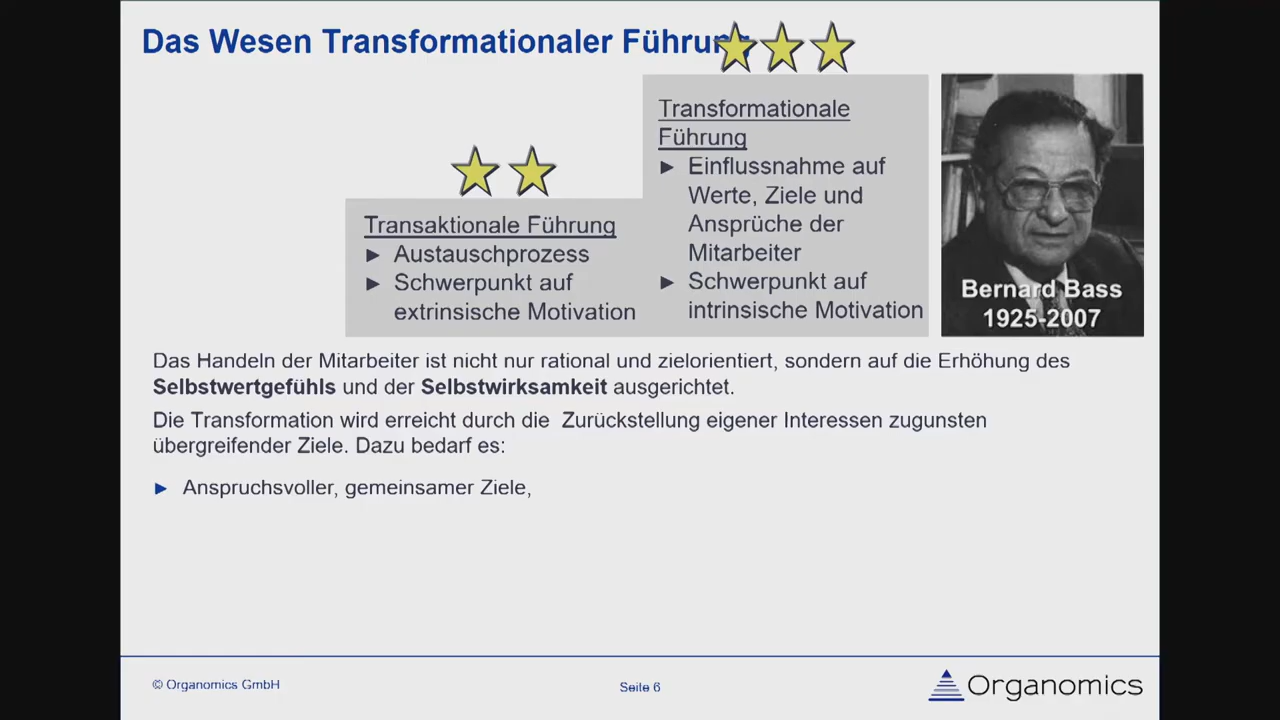 Das Wesen Transformationaler Führung
Transformationale
Führung
► Einflussnahme auf
Werte, Ziele und
Ansprüche der
Mitarbeiter
► Schwerpunkt auf
intrinsische Motivation
Transaktionale Führung
► Austauschprozess
► Schwerpunkt auf
extrinsische Motivation
Bernard Bass
1925-2007
Das Handeln der Mitarbeiter ist nicht nur rational und zielorientiert, sondern auf die Erhöhung des
Selbstwertgefühls und der Selbstwirksamkeit ausgerichtet.
Die Transformation wird erreicht durch die Zurückstellung eigener Interessen zugunsten
übergreifender Ziele. Dazu bedarf es:
► Anspruchsvoller, gemeinsamer Ziele,
© Organomics GmbH
Seite 6
Organomics